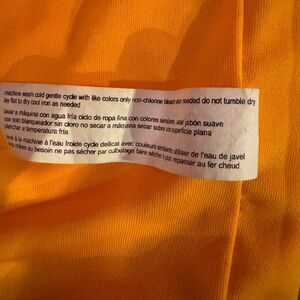 machine wash cold gentle cycle with like colors only non-chlorine bleach when needed do not tumble dry
lay flat to dry cool iron as needed
lavar a máquina con agua fría ciclo de ropa fina con colores similares. usar jabón suave
use solo blanqueador sin cloro no secar a máquina secar sobre superficie plana
planchar a temperatura fría
laver à la machine à l'eau froide cycle délicat avec couleurs similaires utiliser de l'eau de javel
sans chlore au besoin ne pas sécher par culbutage faire sécher à plat repasser au fer chaud